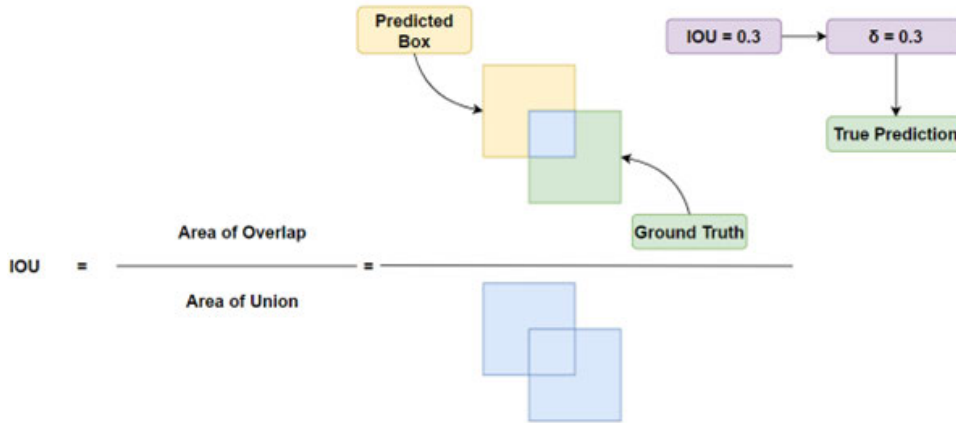 Predicted
Box
IOU = 0.3
δ = 0.3
True Prediction
Ground Truth
Area of Overlap
IOU = =
Area of Union